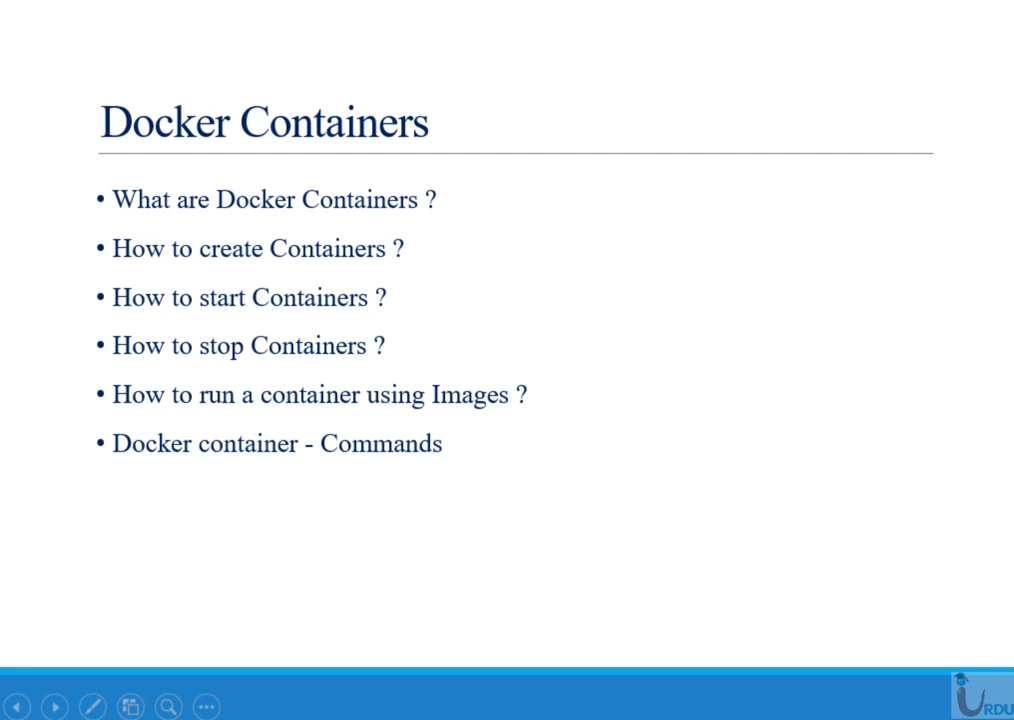 Docker Containers
• What are Docker Containers ?
• How to create Containers ?
• How to start Containers ?
• How to stop Containers ?
• How to run a container using Images ?
• Docker container - Commands
iURDU